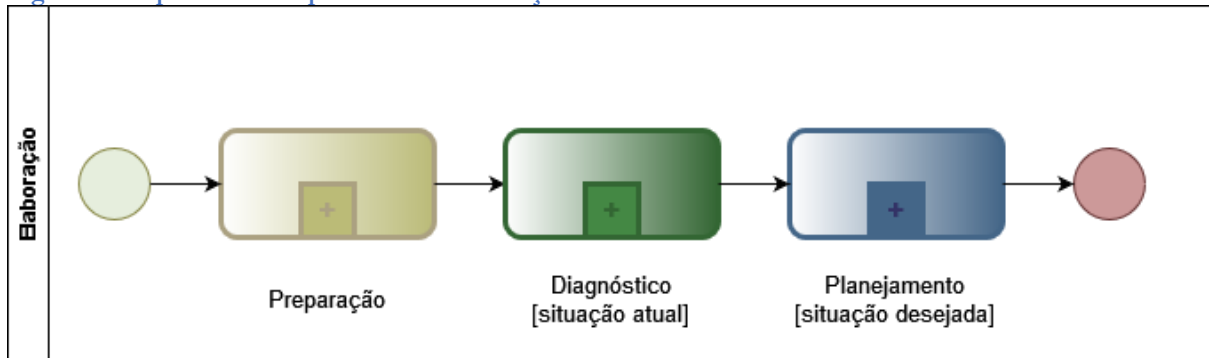 Elaboração
Preparação
Diagnóstico
[situação atual]
Planejamento
[situação desejada]